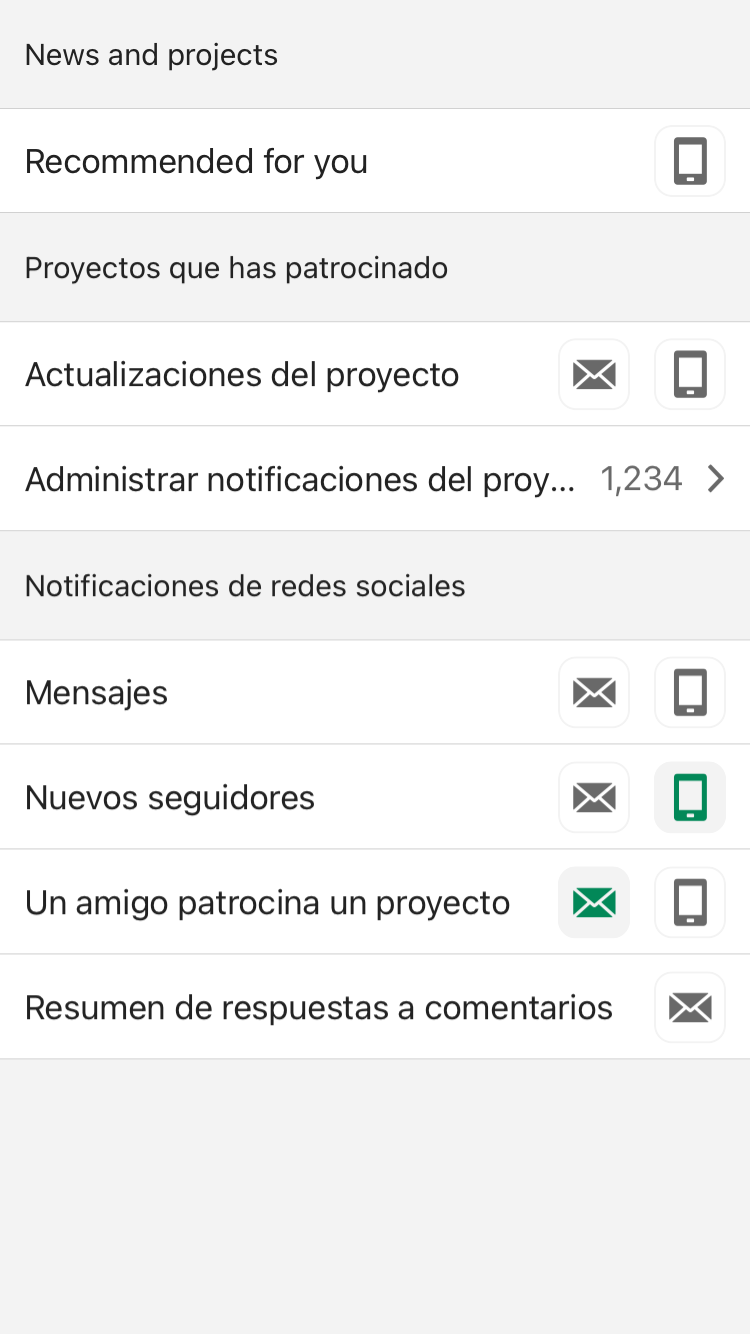 News and projects
Recommended for you
Proyectos que has patrocinado
Actualizaciones del proyecto
Administrar notificaciones del proy... 1,234
Notificaciones de redes sociales
Mensajes
Nuevos seguidores
Un amigo patrocina un proyecto
Resumen de respuestas a comentarios